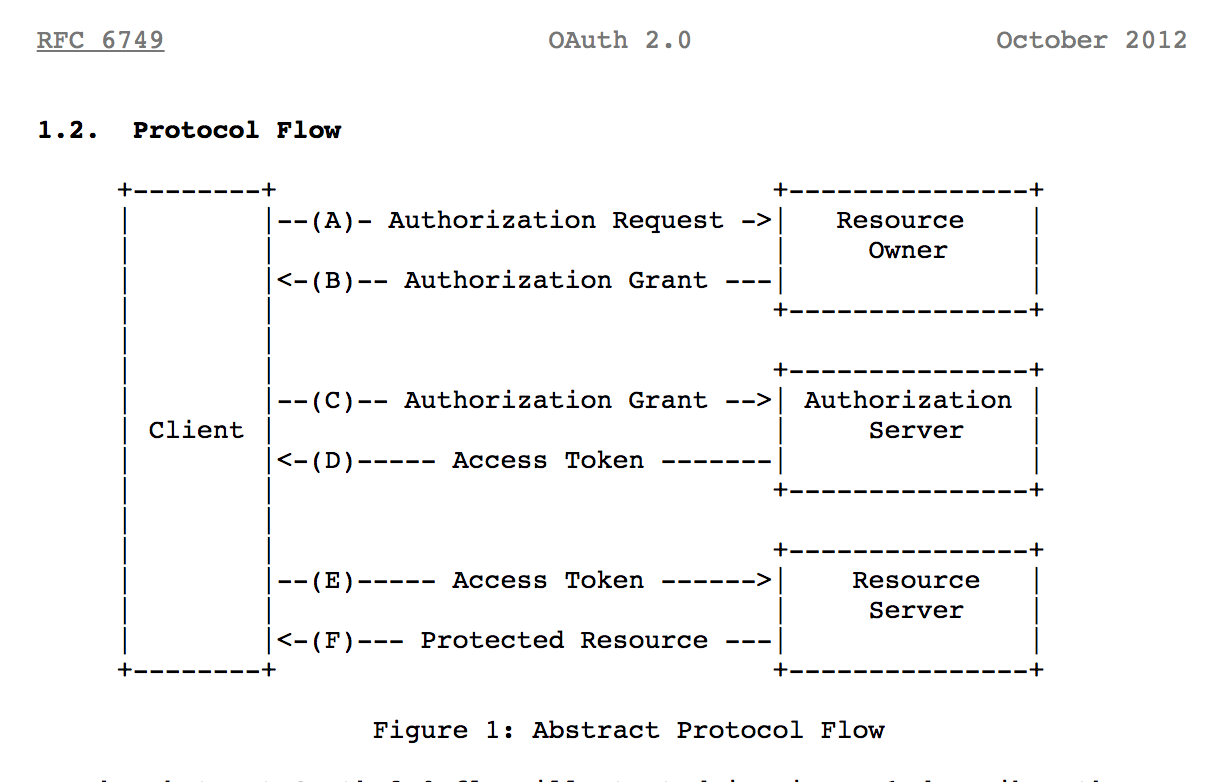 RFC 6749 OAuth 2.0 October 2012
1.2. Protocol Flow
+--------+                               +---------------+
|        |--(A)- Authorization Request ->|   Resource    |
|        |                               |     Owner     |
|        |<-(B)-- Authorization Grant ---|               |
|        |                               +---------------+
|        |
|        |                               +---------------+
|        |--(C)-- Authorization Grant -->| Authorization |
| Client |                               |     Server    |
|        |<-(D)----- Access Token -------|               |
|        |                               +---------------+
|        |
|        |                               +---------------+
|        |--(E)----- Access Token ------>|    Resource   |
|        |                               |     Server    |
|        |<-(F)--- Protected Resource ---|               |
+--------+                               +---------------+
Figure 1: Abstract Protocol Flow